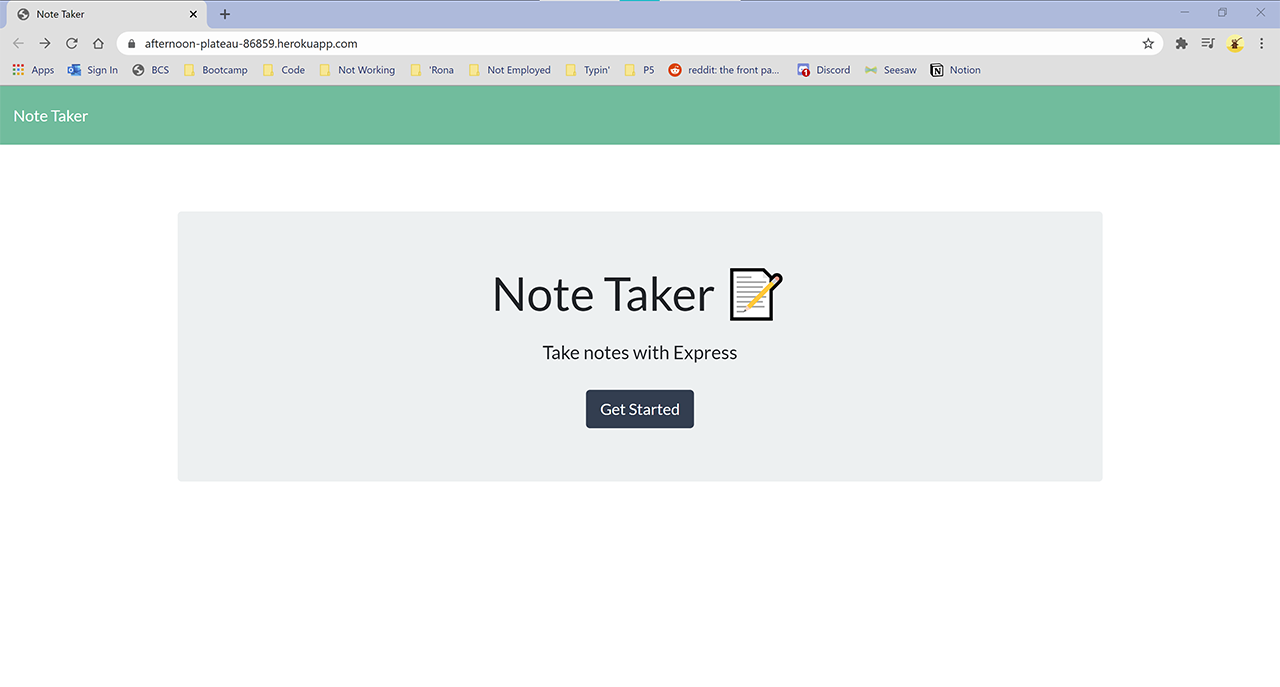 Note Taker
afternoon-plateau-86859.herokuapp.com
Apps Sign In BCS Bootcamp Code Not Working 'Rona Not Employed Typin' P5 reddit: the front pa... Discord Seesaw Notion
Note Taker
Note Taker
Take notes with Express
Get Started